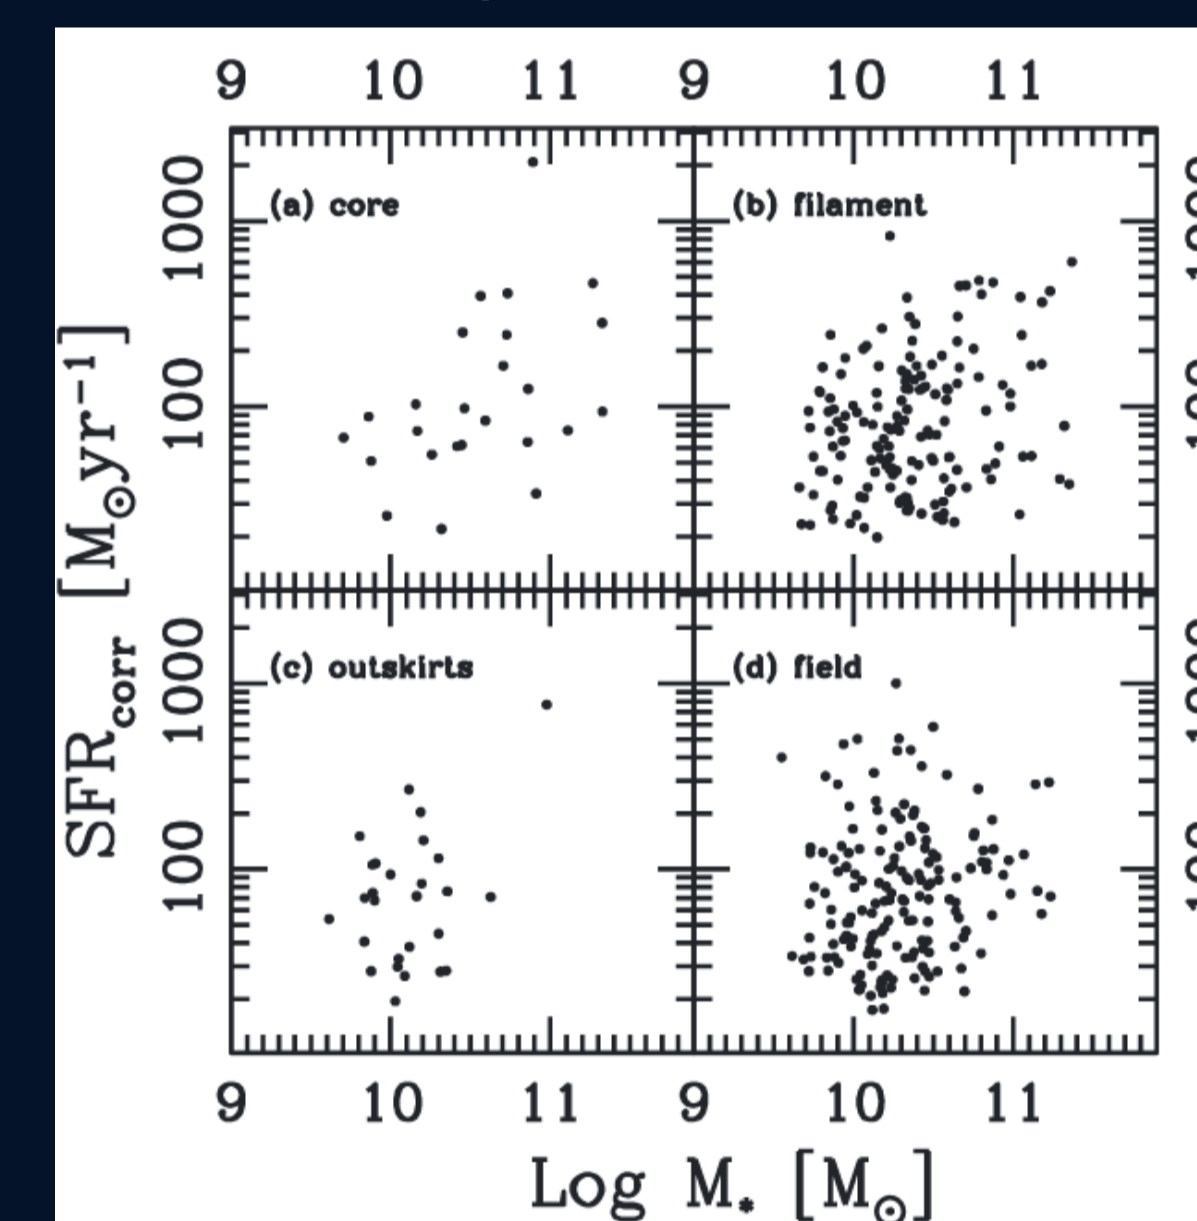 9 10 11 9 10 11
1000
(a) core
(b) filament
100
SFRcorr [M⊙yr−1]
1000
(c) outskirts
(d) field
100
9 10 11 9 10 11
Log M* [M⊙]